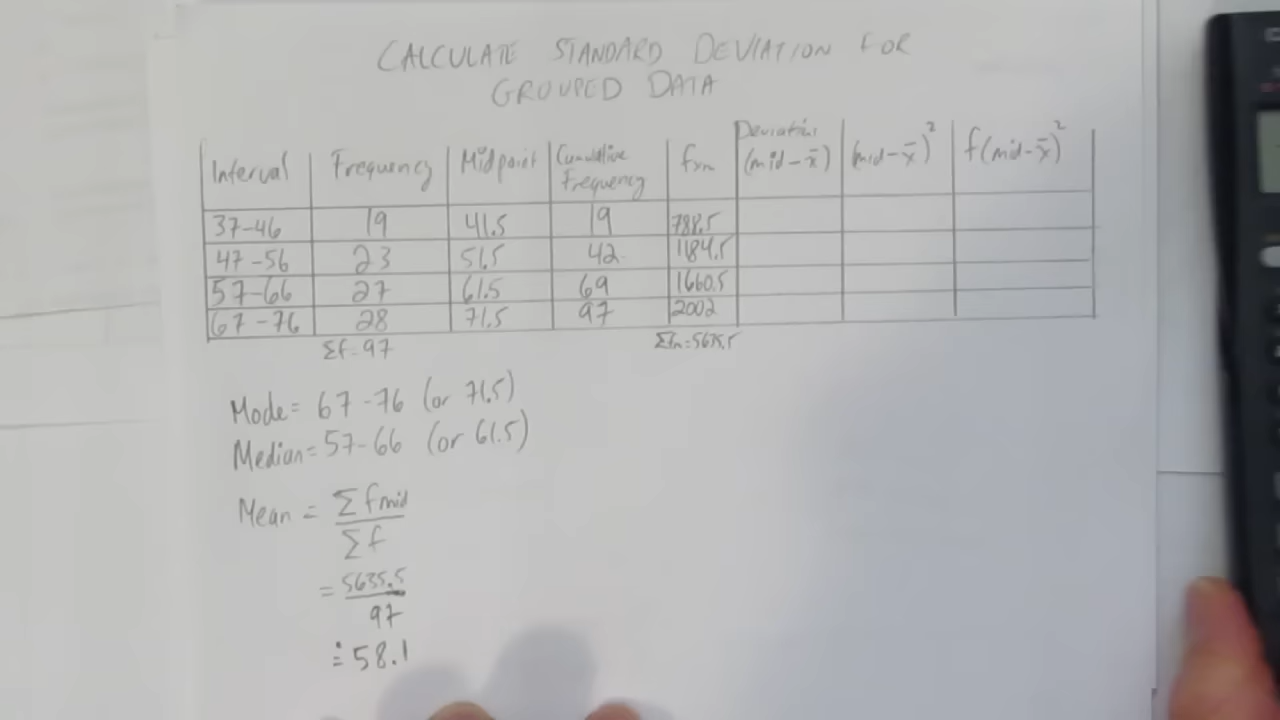 CALCULATE STANDARD DEVIATION FOR
GROUPED DATA
Interval Frequency Midpoint Cumulative Frequency fxm Deviation (mid-x̄) (mid-x̄)² f(mid-x̄)²
37-46 19 41.5 19 788.5
47-56 23 51.5 42 1184.5
57-66 27 61.5 69 1660.5
67-76 28 71.5 97 2002
Σf=97 Σfm=5635.5
Mode= 67-76 (or 71.5)
Median= 57-66 (or 61.5)
Mean = Σfmid
Σf
= 5635.5
97
≐ 58.1